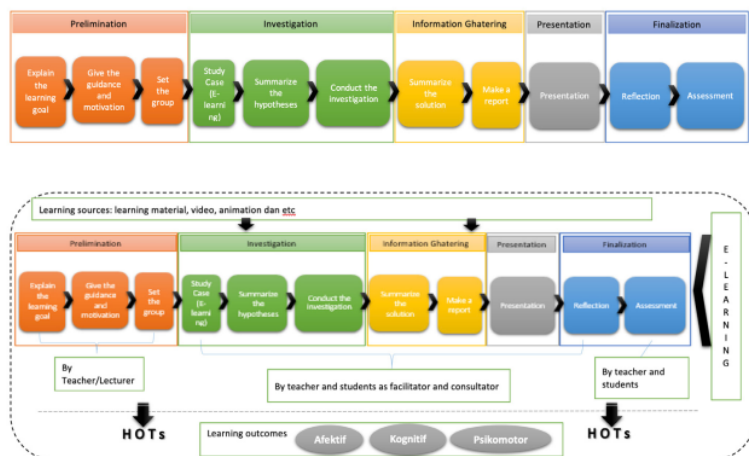 Prelimination
Investigation
Information Ghatering
Presentation
Finalization
Explain
the
learning
goal
Give the
guidance
and
motivation
Set
the
group
Study
Case
(E-
learni
ng)
Summarize
the
hypotheses
Conduct the
investigation
Summarize
the
solution
Make a
report
Presentation
Reflection
Assessment
Learning sources: learning material, video, animation dan etc
Prelimination
Investigation
Information Ghatering
Presentation
Finalization
Explain
the
learning
goal
Give the
guidance
and
motivation
Set
the
group
Study
Case
(E-
learni
ng)
Summarize
the
hypotheses
Conduct the
investigation
Summarize
the
solution
Make a
report
Presentation
Reflection
Assessment
E
-
L
E
A
R
N
I
N
G
By
Teacher/Lecturer
By teacher and students as facilitator and consultator
By teacher and
students
HOTs
Learning outcomes
Afektif
Kognitif
Psikomotor
HOTs